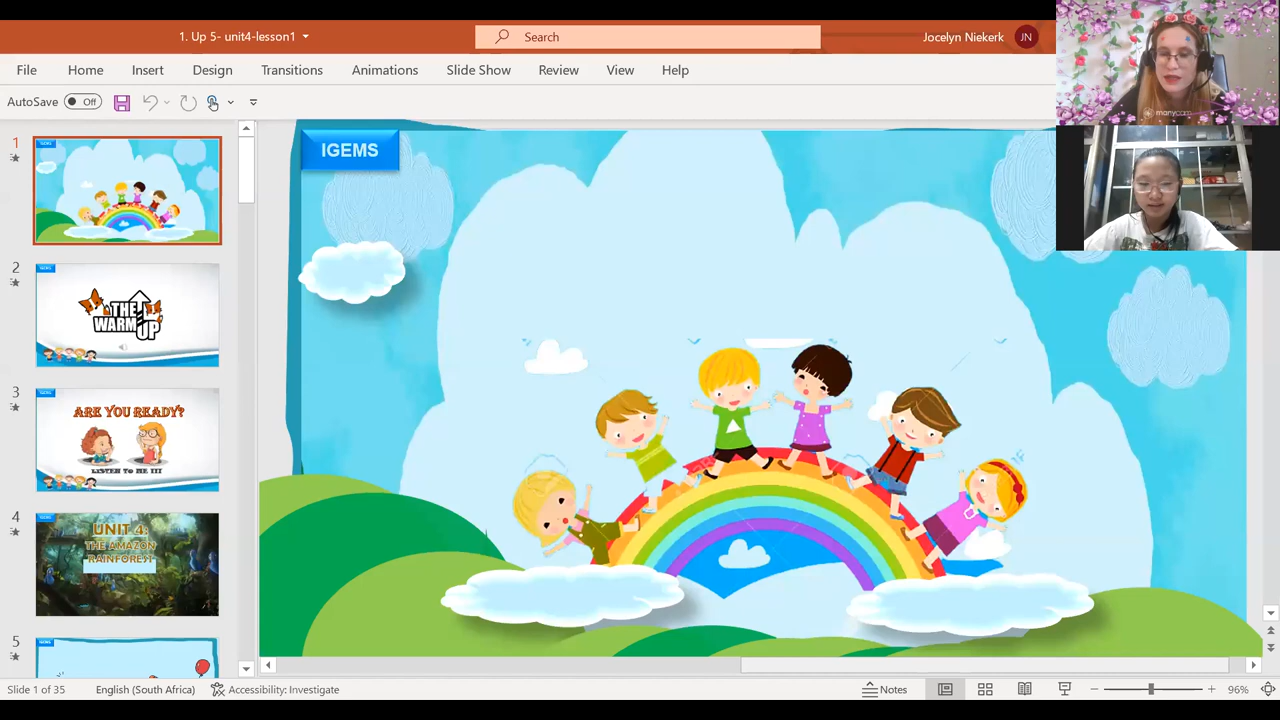 1. Up 5- unit4-lesson1
Search
Jocelyn Niekerk
JN
File
Home
Insert
Design
Transitions
Animations
Slide Show
Review
View
Help
AutoSave
Off
1
IGEMS
2
THE
WARM UP
3
ARE YOU READY?
LISTEN TO ME !!!
4
UNIT 4:
THE AMAZON
RAINFOREST
5
IGEMS
manycam
Slide 1 of 35
English (South Africa)
Accessibility: Investigate
Notes
96%